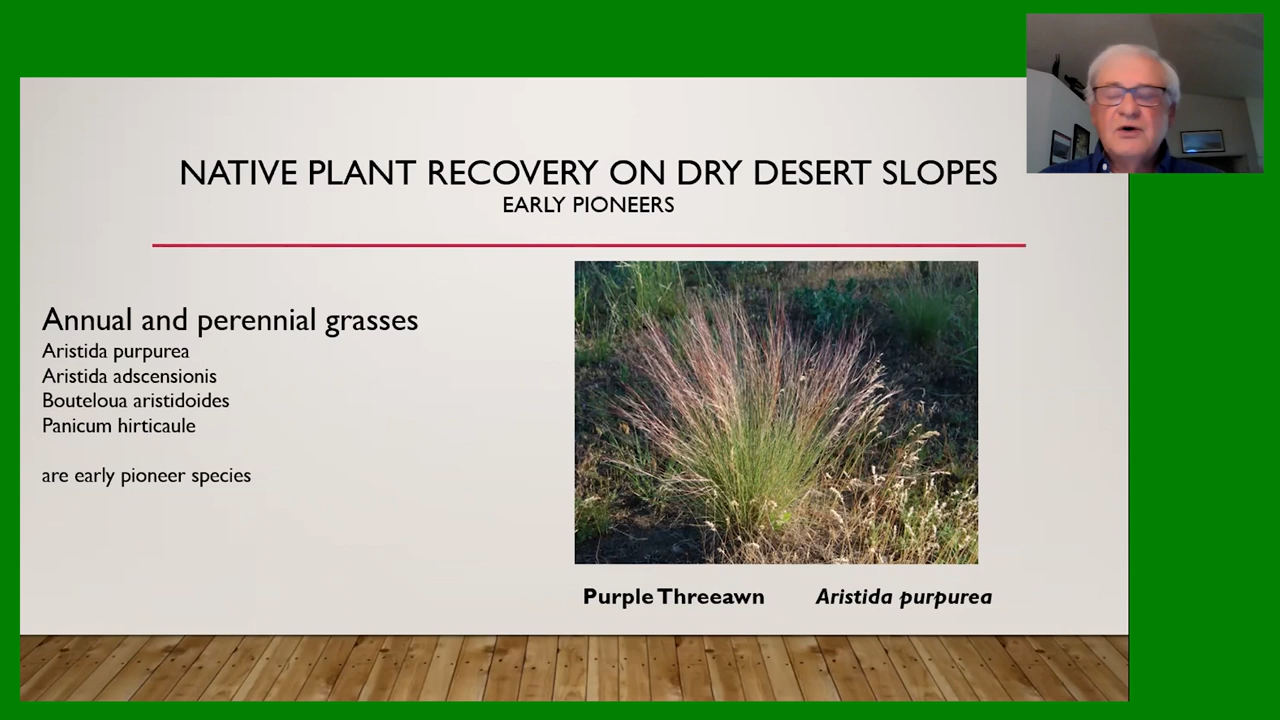 NATIVE PLANT RECOVERY ON DRY DESERT SLOPES
EARLY PIONEERS
Annual and perennial grasses
Aristida purpurea
Aristida adscensionis
Bouteloua aristidoides
Panicum hirticaule
are early pioneer species
Purple Threeawn Aristida purpurea